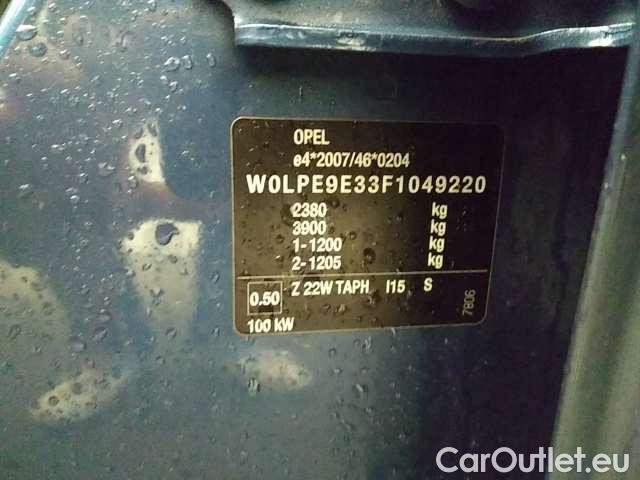 OPEL
e4*2007/46*0204
W0LPE9E33F1049220
2380 kg
3900 kg
1-1200 kg
2-1205 kg
0.50 Z 22W TAPH I15 S
100 kW
7806
CarOutlet.eu